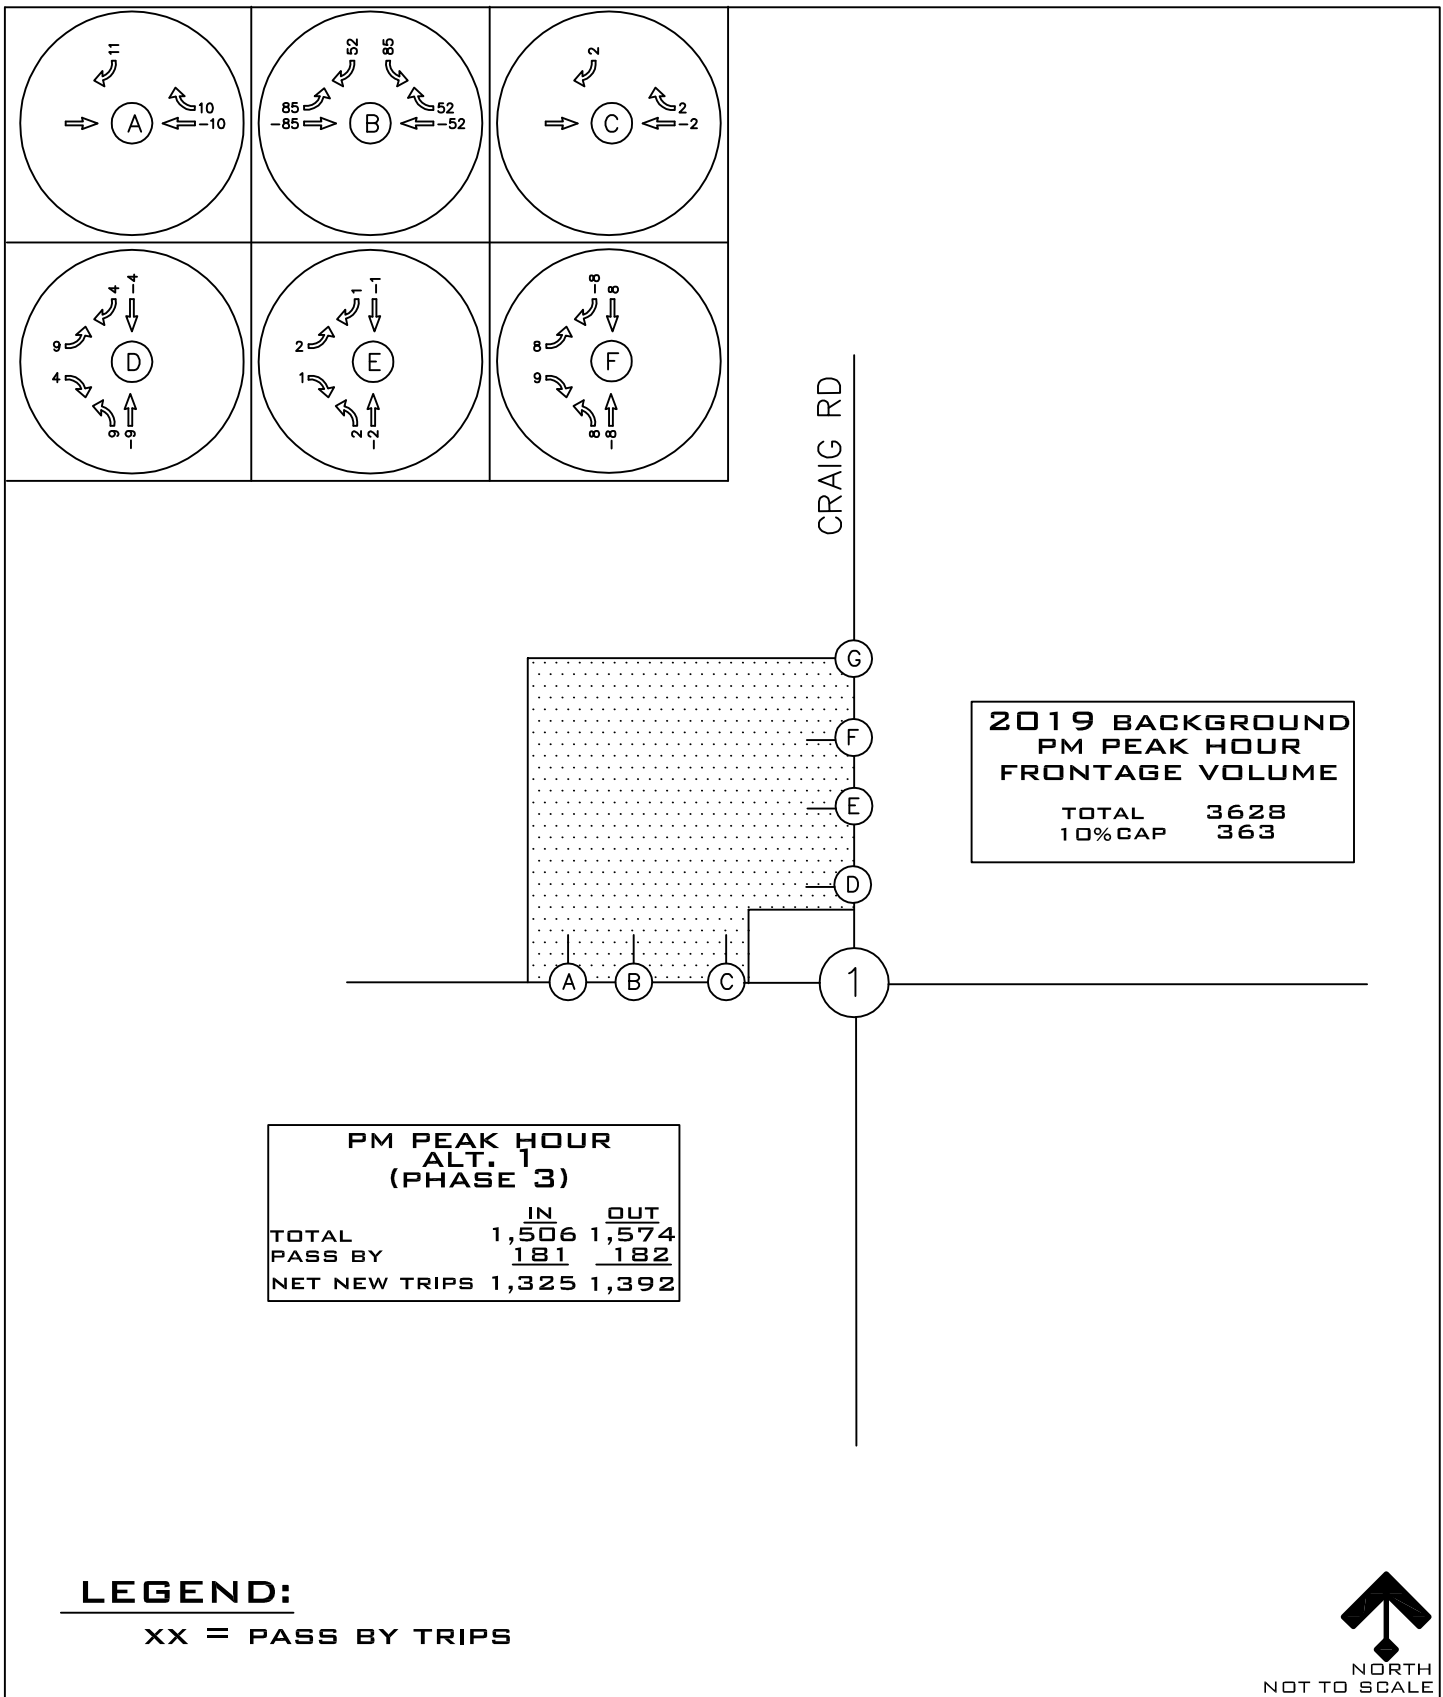 11
10
-10
A
52
85
85
-85
52
-52
B
2
2
-2
C
4
-4
9
4
9
-9
D
1
-1
2
1
2
-2
E
-8
8
8
9
8
-8
F
CRAIG RD
G
F
E
D
A
B
C
1
2019 BACKGROUND
PM PEAK HOUR
FRONTAGE VOLUME
TOTAL 3628
10% CAP 363
PM PEAK HOUR
ALT. 1
(PHASE 3)
IN OUT
TOTAL 1,506 1,574
PASS BY 181 182
NET NEW TRIPS 1,325 1,392
LEGEND:
XX = PASS BY TRIPS
NORTH
NOT TO SCALE